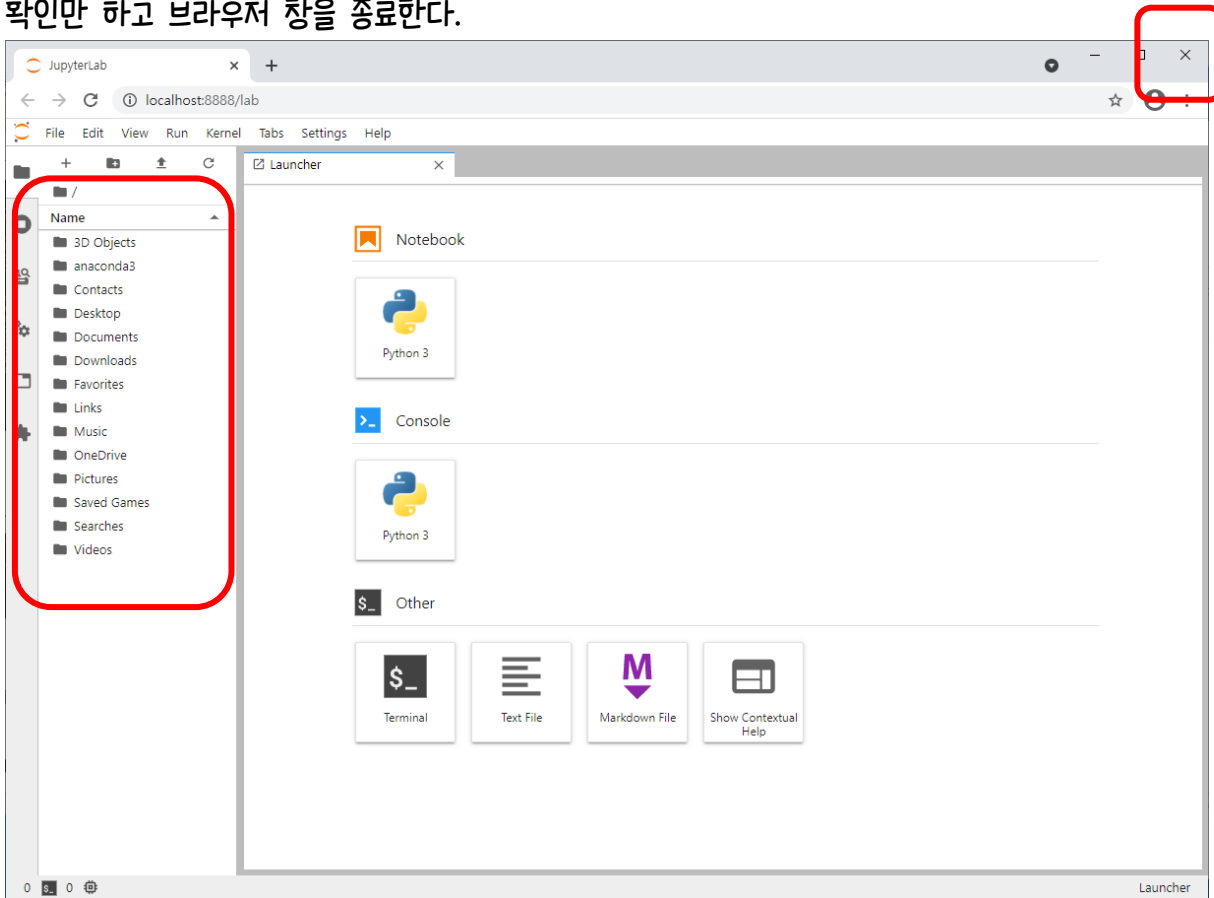 확인만 하고 브라우저 창을 종료한다.
JupyterLab
localhost:8888/lab
File Edit View Run Kernel Tabs Settings Help
Launcher
/
Name
3D Objects
anaconda3
Contacts
Desktop
Documents
Downloads
Favorites
Links
Music
OneDrive
Pictures
Saved Games
Searches
Videos
Notebook
Python 3
Console
Python 3
$_ Other
$_ M
Terminal Text File Markdown File Show Contextual
Help
0 $_ 0 Launcher